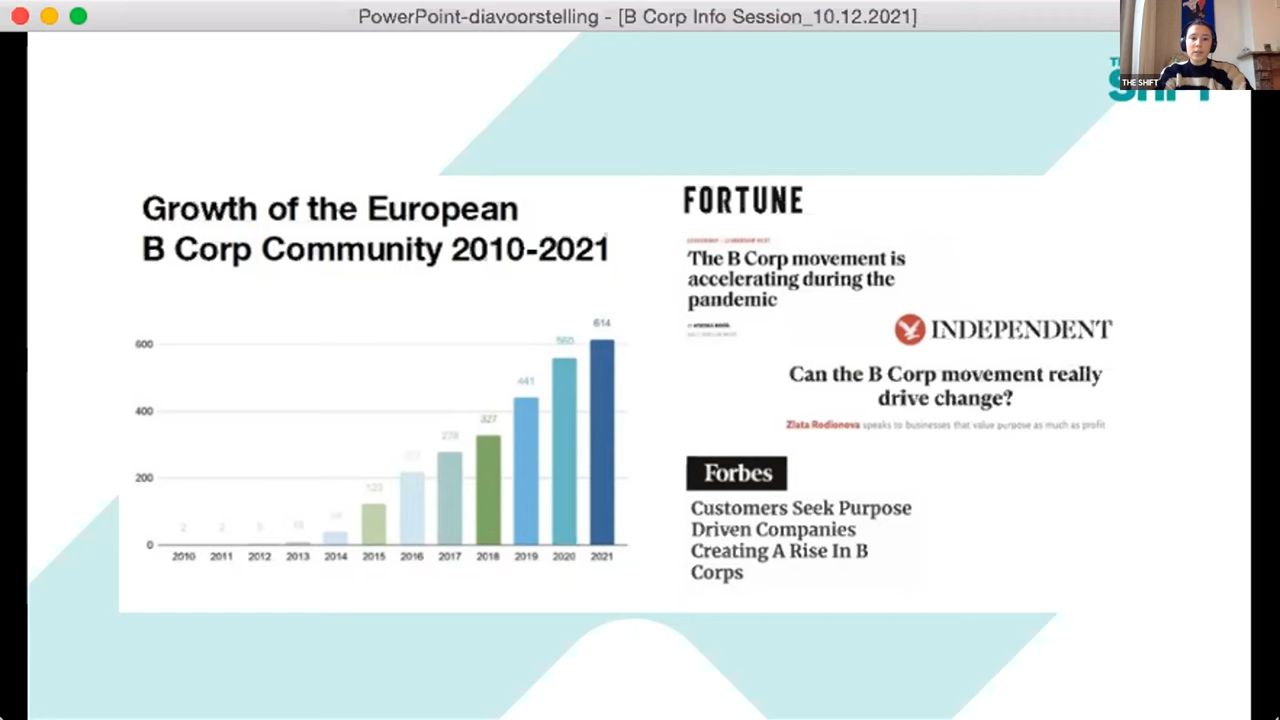 PowerPoint-diavoorstelling - [B Corp Info Session_10.12.2021]
THE SHIFT
Growth of the European
B Corp Community 2010-2021
FORTUNE
The B Corp movement is
accelerating during the
pandemic
INDEPENDENT
Can the B Corp movement really
drive change?
Zlata Rodionova speaks to businesses that value purpose as much as profit
Forbes
Customers Seek Purpose
Driven Companies
Creating A Rise In B
Corps
614
600
560
441
400
327
278
200
123
2 2
0
2010 2011 2012 2013 2014 2015 2016 2017 2018 2019 2020 2021